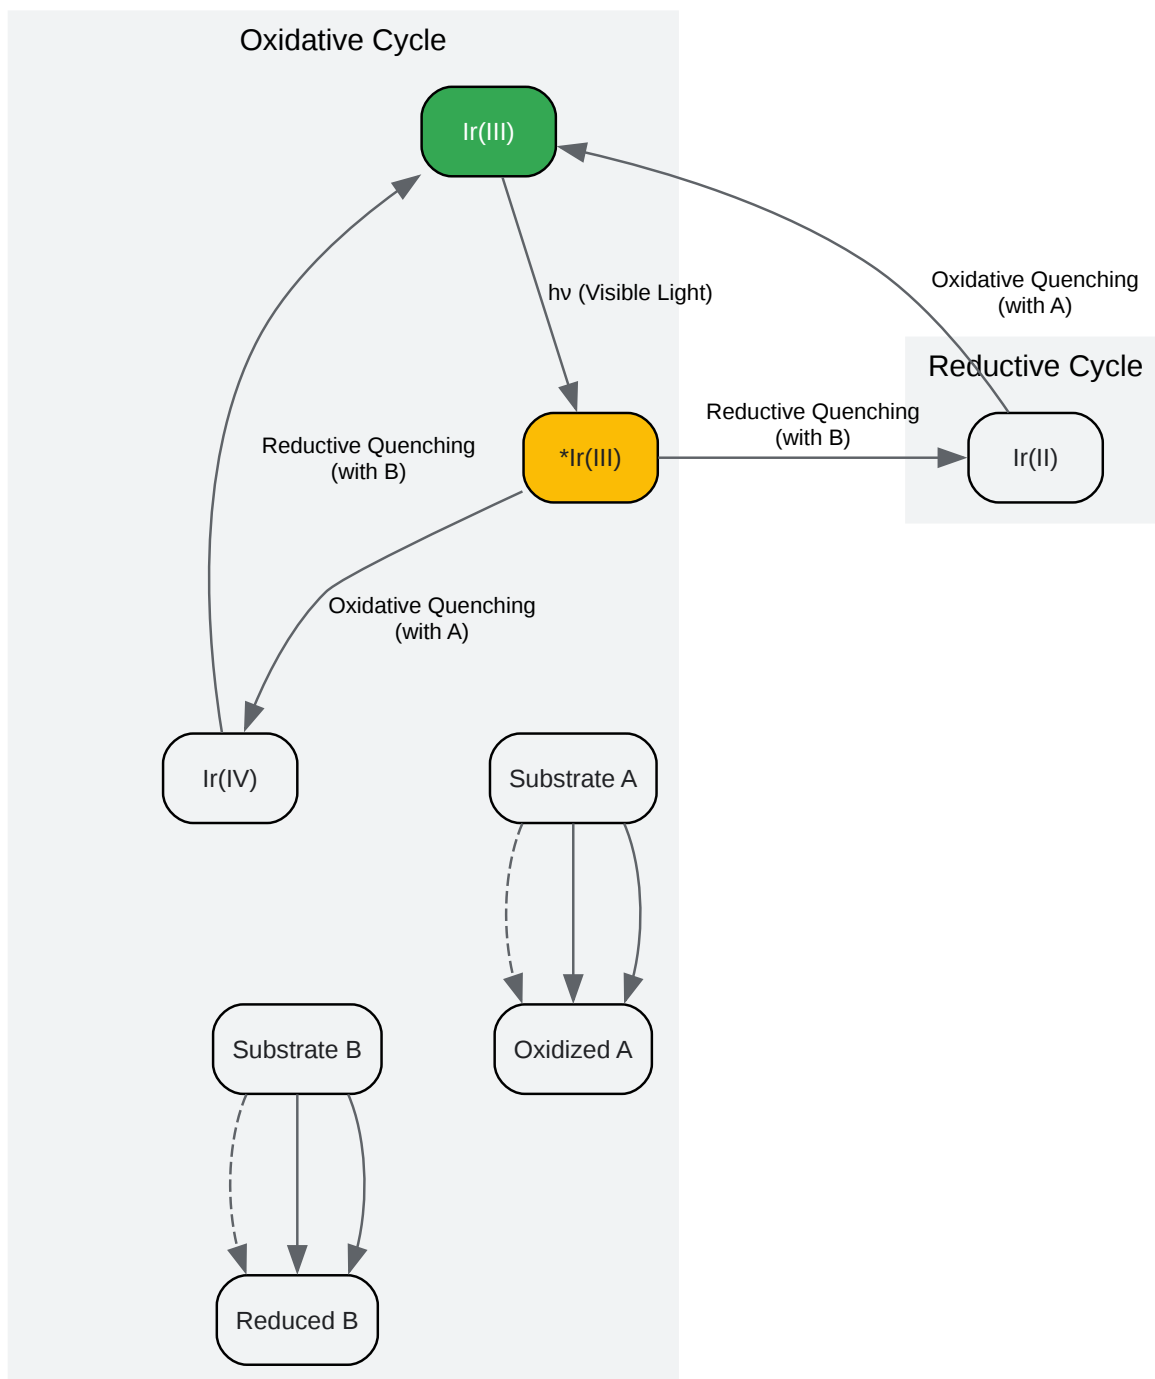 Oxidative Cycle
Ir(III)
hν (Visible Light)
Oxidative Quenching
(with A)
Reductive Cycle
Reductive Quenching
(with B)
*Ir(III)
Ir(II)
Reductive Quenching
(with B)
Oxidative Quenching
(with A)
Ir(IV)
Substrate A
Substrate B
Oxidized A
Reduced B